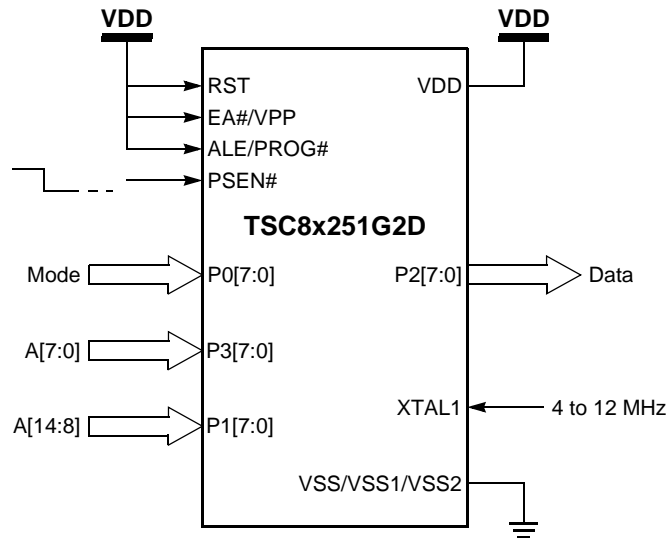 VDD
VDD
RST
VDD
EA#/VPP
ALE/PROG#
PSEN#
TSC8x251G2D
Mode
P0[7:0]
P2[7:0]
Data
A[7:0]
P3[7:0]
XTAL1
4 to 12 MHz
A[14:8]
P1[7:0]
VSS/VSS1/VSS2